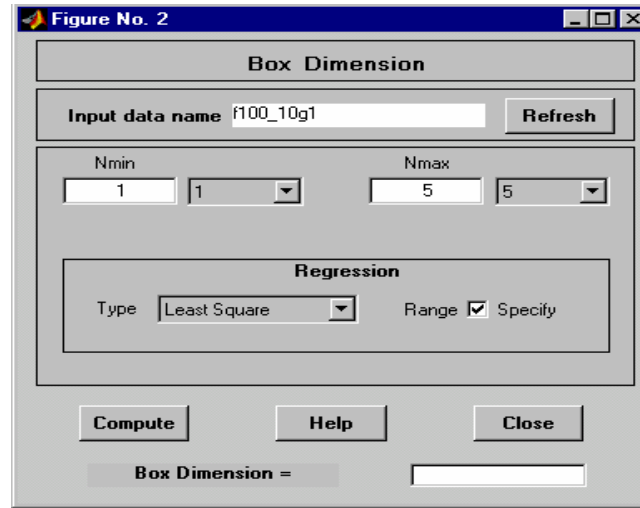 Figure No. 2
Box Dimension
Input data name f100_10g1 Refresh
Nmin Nmax
1 1 5 5
Regression
Type Least Square Range Specify
Compute Help Close
Box Dimension =